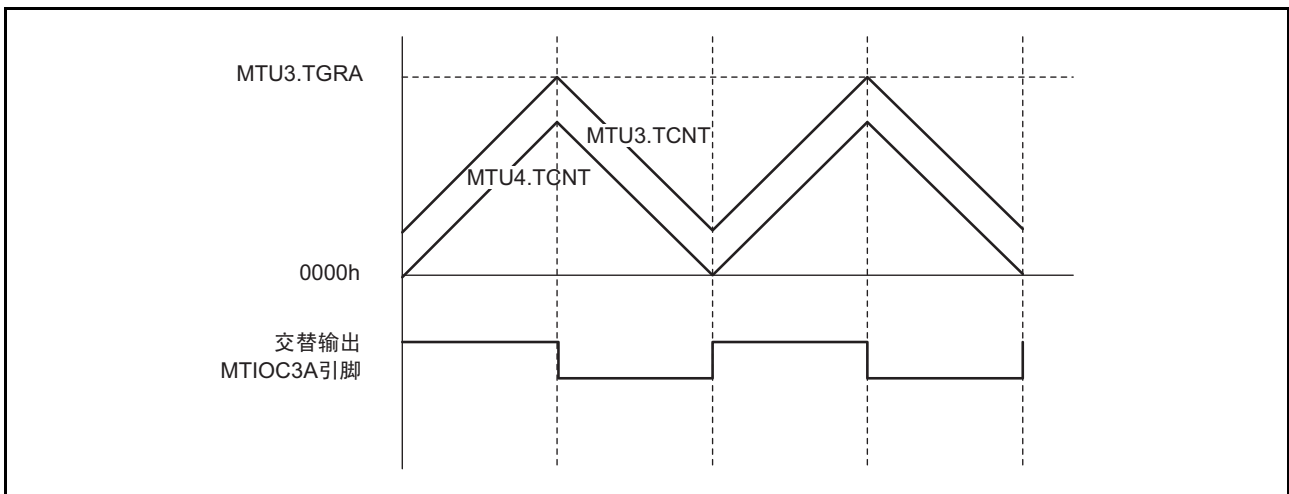 MTU3.TGRA
MTU3.TCNT
MTU4.TCNT
0000h
交替输出
MTIOC3A引脚